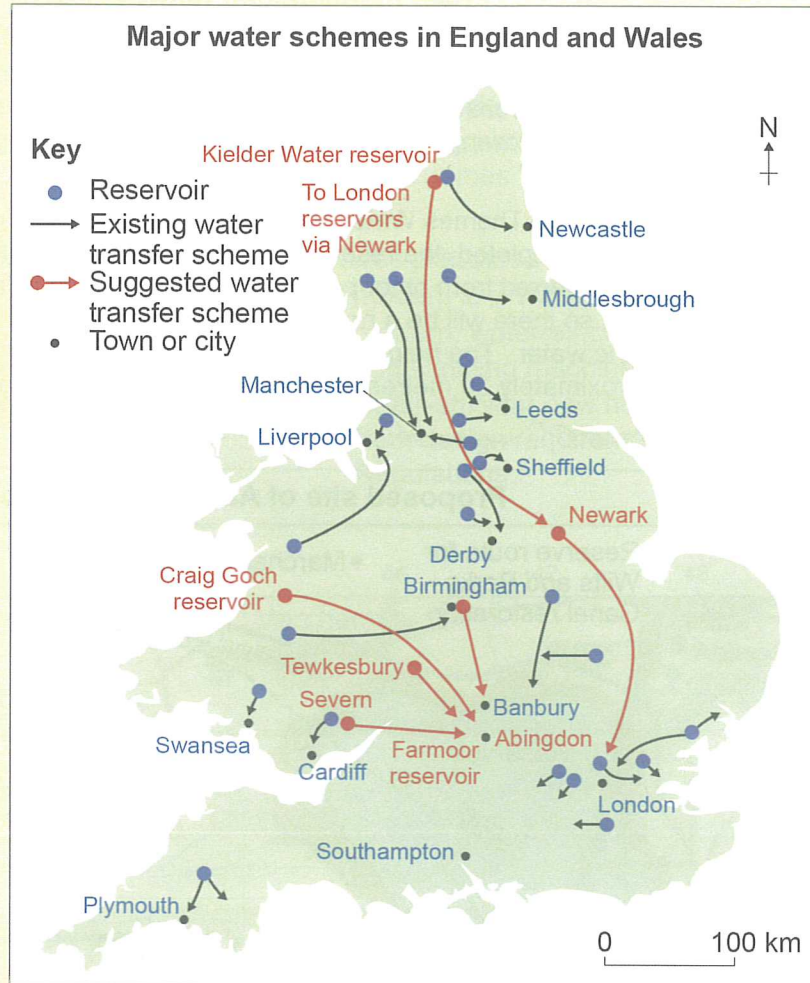 Major water schemes in England and Wales
Key
Reservoir
Existing water
transfer scheme
Suggested water
transfer scheme
Town or city
N
Kielder Water reservoir
To London
reservoirs
via Newark
Newcastle
Middlesbrough
Manchester
Leeds
Liverpool
Sheffield
Newark
Derby
Craig Goch
reservoir
Birmingham
Tewkesbury
Severn
Banbury
Swansea
Cardiff
Farmoor
reservoir
Abingdon
London
Southampton
Plymouth
0 100 km